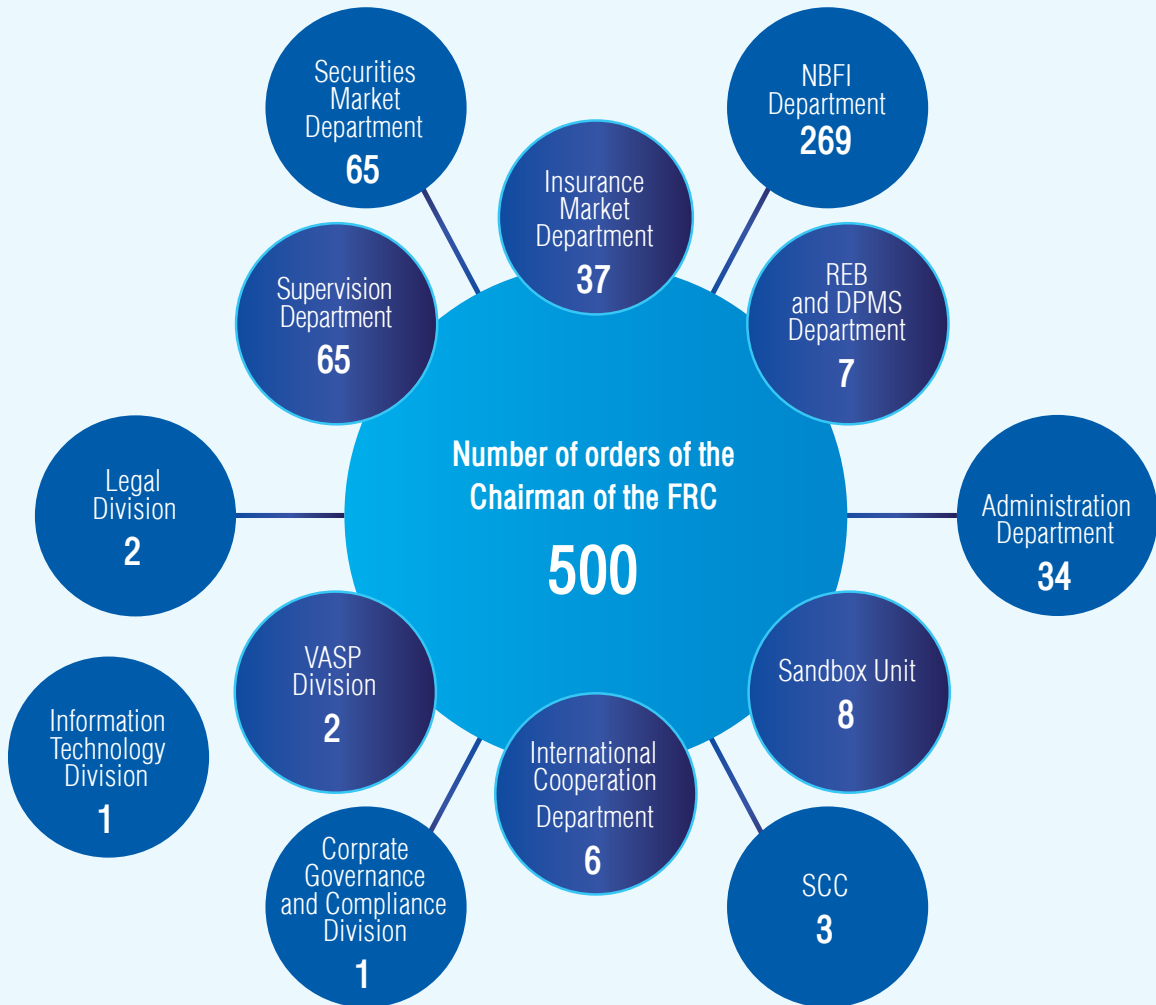 Securities
Market
Department
65
NBFI
Department
269
Insurance
Market
Department
37
Supervision
Department
65
REB
and DPMS
Department
7
Number of orders of the
Chairman of the FRC
500
Legal
Division
2
Administration
Department
34
VASP
Division
2
Sandbox Unit
8
Information
Technology
Division
1
International
Cooperation
Department
6
Corprate
Governance
and Compliance
Division
1
SCC
3